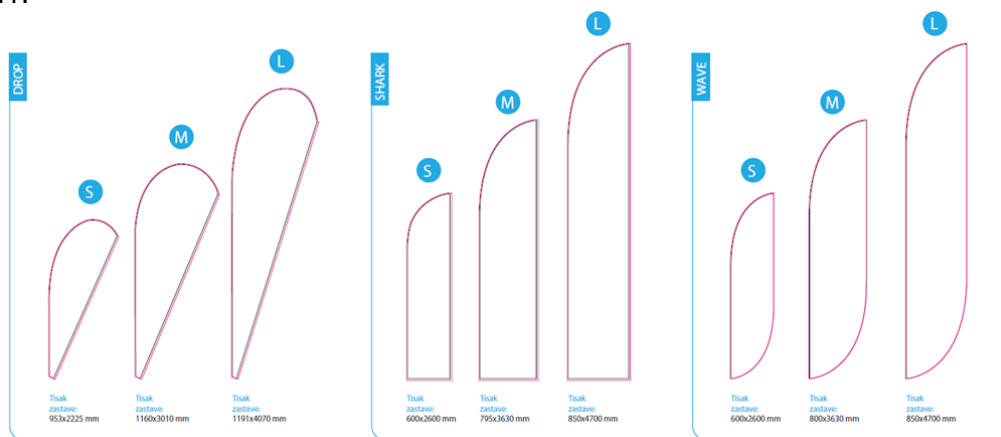 DROP
S
M
L
Tisak
zastave:
953x2225 mm
Tisak
zastave:
1160x3010 mm
Tisak
zastave:
1191x4070 mm
SHARK
S
M
L
Tisak
zastave:
600x2600 mm
Tisak
zastave:
795x3630 mm
Tisak
zastave:
850x4700 mm
WAVE
S
M
L
Tisak
zastave:
600x2600 mm
Tisak
zastave:
800x3630 mm
Tisak
zastave:
850x4700 mm